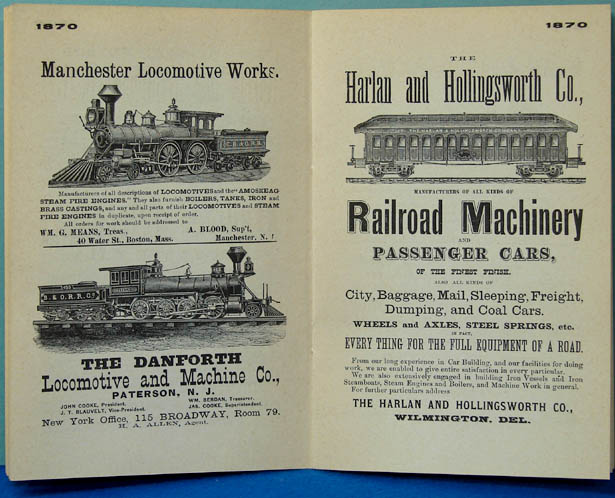 1870
Manchester Locomotive Works.
Manufacturers of all descriptions of LOCOMOTIVES and the "AMOSKEAG
STEAM FIRE ENGINES." They also furnish BOILERS, TANKS, IRON and
BRASS CASTINGS, and any and all parts of their LOCOMOTIVES and STEAM
FIRE ENGINES in duplicate, upon receipt of order.
All orders for work should be addressed to
WM. G. MEANS, Treas., A. BLOOD, Sup't,
40 Water St., Boston, Mass. Manchester, N.
THE DANFORTH
Locomotive and Machine Co.,
PATERSON, N. J.
JOHN COOKE, President. WM. BERDAN, Treasurer.
J. T. BLAUVELT, Vice-President. JAS. COOKE, Superintendent.
New York Office, 115 BROADWAY, Room 79.
H. A. ALLEN, Agent.
1870
THE
Harlan and Hollingsworth Co.,
THE HARLAN & HOLLINGSWORTH COMPANY
MANUFACTURERS OF ALL KINDS OF
Railroad Machinery
AND
PASSENGER CARS,
OF THE FINEST FINISH.
ALSO ALL KINDS OF
City, Baggage, Mail, Sleeping, Freight,
Dumping, and Coal Cars.
WHEELS and AXLES, STEEL SPRINGS, etc.
IN FACT,
EVERY THING FOR THE FULL EQUIPMENT OF A ROAD.
From our long experience in Car Building, and our facilities for doing
work, we are enabled to give entire satisfaction in every particular.
We are also extensively engaged in building Iron Vessels and Iron
Steamboats, Steam Engines and Boilers, and Machine Work in general.
For further particulars address
THE HARLAN AND HOLLINGSWORTH CO.,
WILMINGTON, DEL.